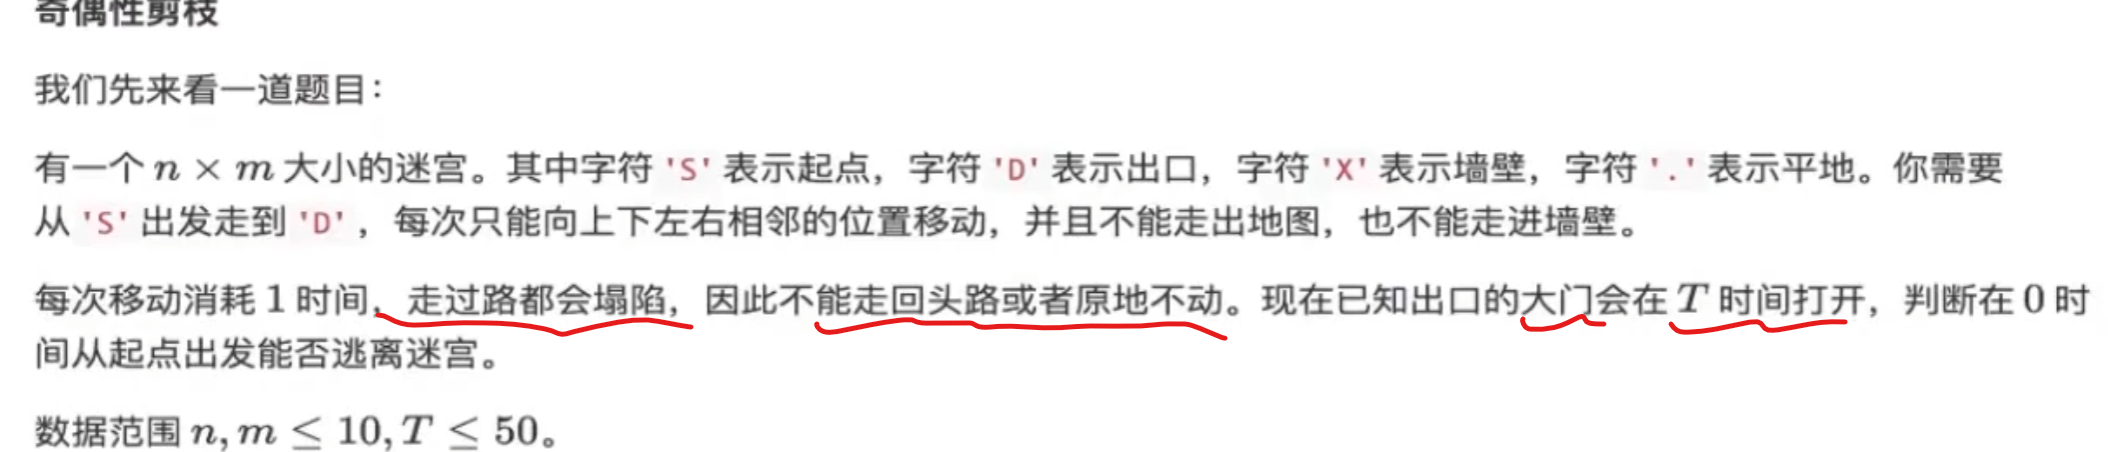 奇偶性剪枝
我们先来看一道题目：
有一个 n × m 大小的迷宫。其中字符 'S' 表示起点，字符 'D' 表示出口，字符 'X' 表示墙壁，字符 '.' 表示平地。你需要
从 'S' 出发走到 'D' ，每次只能向上下左右相邻的位置移动，并且不能走出地图，也不能走进墙壁。
每次移动消耗 1 时间，走过路都会塌陷，因此不能走回头路或者原地不动。现在已知出口的大门会在 T 时间打开，判断在 0 时
间从起点出发能否逃离迷宫。
数据范围 n, m ≤ 10, T ≤ 50。